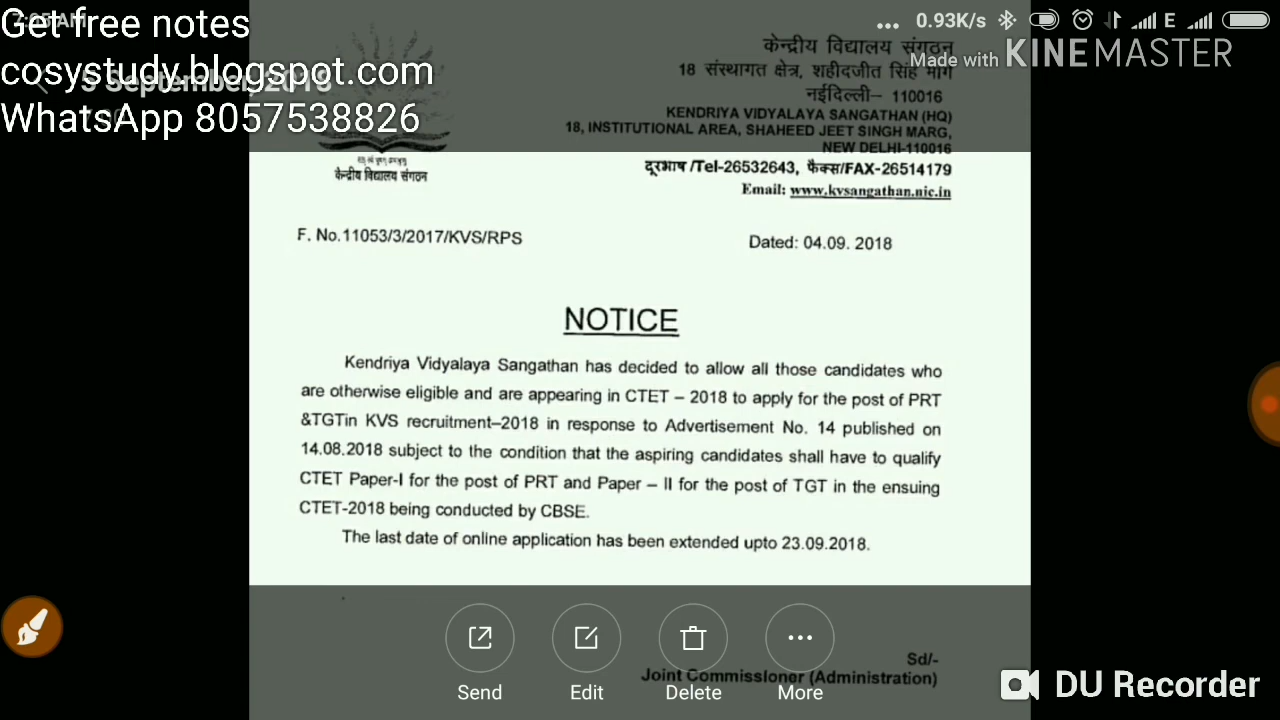 Get free notes
cosystudy.blogspot.com
WhatsApp 8057538826
7:05 AM
5 September 2018
... 0.93K/s E
Made with KINEMASTER
केन्द्रीय विद्यालय संगठन
18 संस्थागत क्षेत्र, शहीदजीत सिंह मार्ग
नईदिल्ली– 110016
KENDRIYA VIDYALAYA SANGATHAN (HQ)
18, INSTITUTIONAL AREA, SHAHEED JEET SINGH MARG,
NEW DELHI-110016
दूरभाष /Tel-26532643, फैक्स/FAX-26514179
Email: www.kvsangathan.nic.in
केन्द्रीय विद्यालय संगठन
F. No.11053/3/2017/KVS/RPS
Dated: 04.09. 2018
NOTICE
Kendriya Vidyalaya Sangathan has decided to allow all those candidates who
are otherwise eligible and are appearing in CTET – 2018 to apply for the post of PRT
&TGTin KVS recruitment–2018 in response to Advertisement No. 14 published on
14.08.2018 subject to the condition that the aspiring candidates shall have to qualify
CTET Paper-I for the post of PRT and Paper – II for the post of TGT in the ensuing
CTET-2018 being conducted by CBSE.
The last date of online application has been extended upto 23.09.2018.
Sd/-
Joint Commissioner (Administration)
Send
Edit
Delete
More
DU Recorder